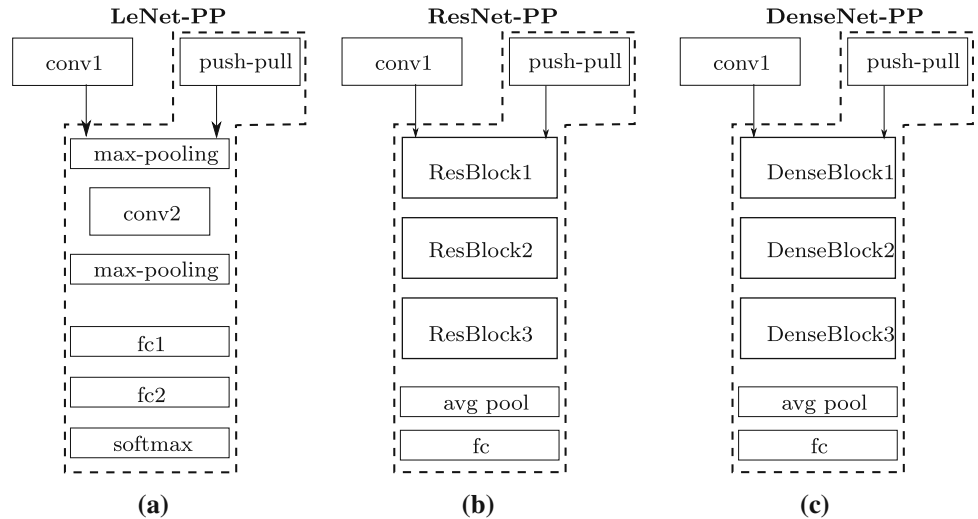 LeNet-PP
conv1
push-pull
max-pooling
conv2
max-pooling
fc1
fc2
softmax
(a)
ResNet-PP
conv1
push-pull
ResBlock1
ResBlock2
ResBlock3
avg pool
fc
(b)
DenseNet-PP
conv1
push-pull
DenseBlock1
DenseBlock2
DenseBlock3
avg pool
fc
(c)